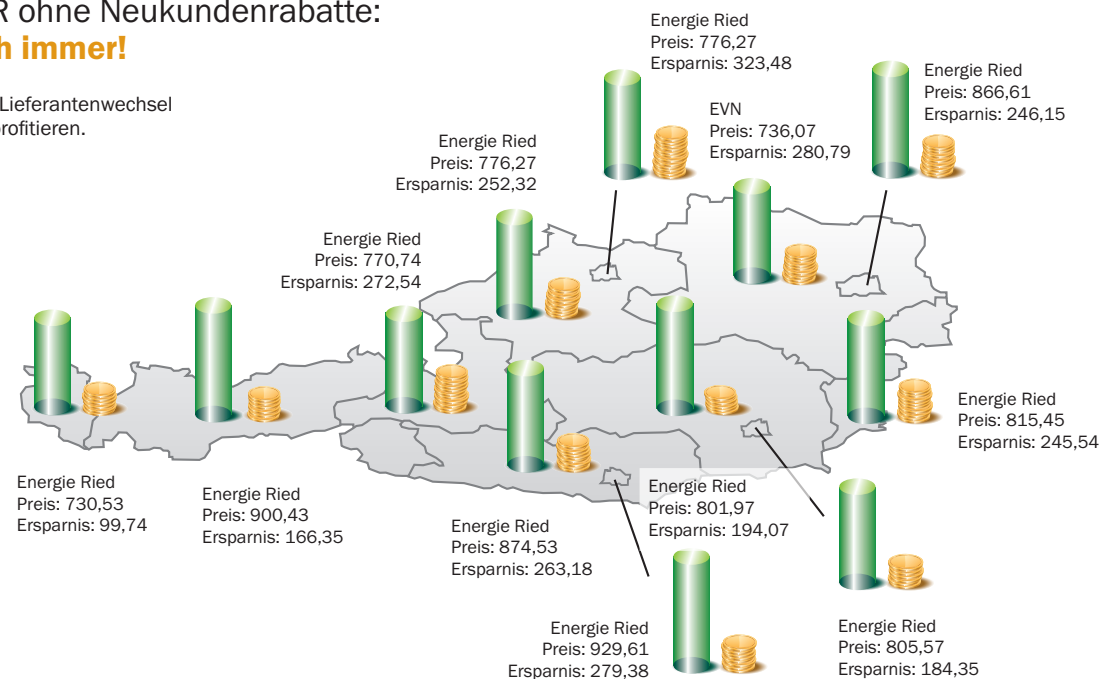 R ohne Neukundenrabatte:
h immer!
Lieferantenwechsel
rofitieren.
Energie Ried
Preis: 776,27
Ersparnis: 323,48
Energie Ried
Preis: 866,61
Ersparnis: 246,15
EVN
Preis: 736,07
Ersparnis: 280,79
Energie Ried
Preis: 776,27
Ersparnis: 252,32
Energie Ried
Preis: 770,74
Ersparnis: 272,54
Energie Ried
Preis: 815,45
Ersparnis: 245,54
Energie Ried
Preis: 730,53
Ersparnis: 99,74
Energie Ried
Preis: 900,43
Ersparnis: 166,35
Energie Ried
Preis: 874,53
Ersparnis: 263,18
Energie Ried
Preis: 801,97
Ersparnis: 194,07
Energie Ried
Preis: 929,61
Ersparnis: 279,38
Energie Ried
Preis: 805,57
Ersparnis: 184,35